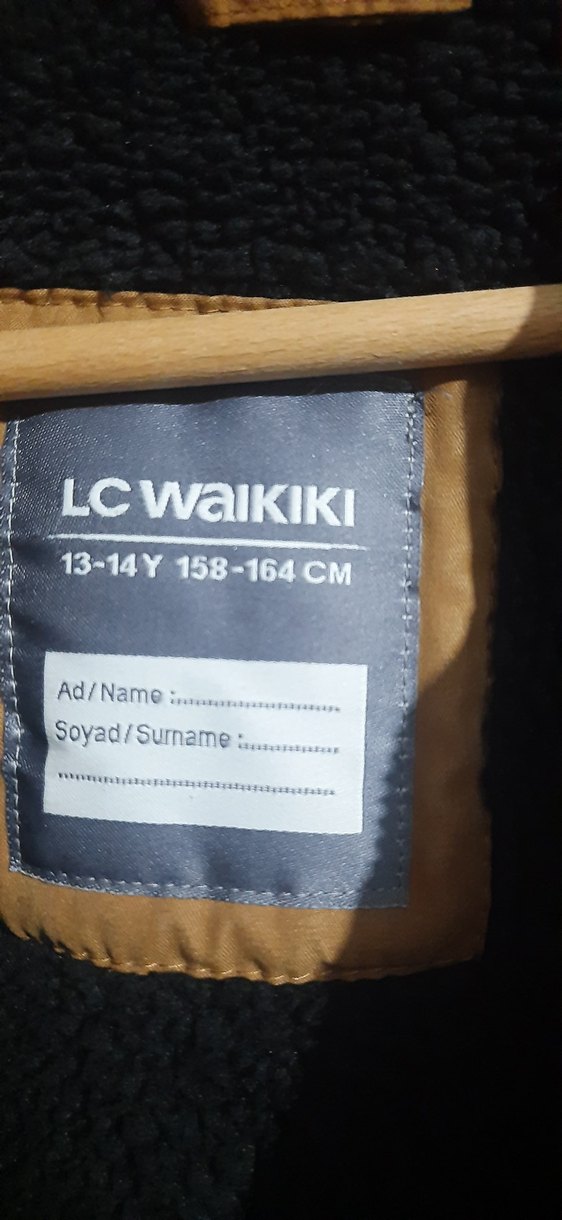 LC WAIKIKI
13-14Y 158-164 CM
Ad/Name :
Soyad/Surname :